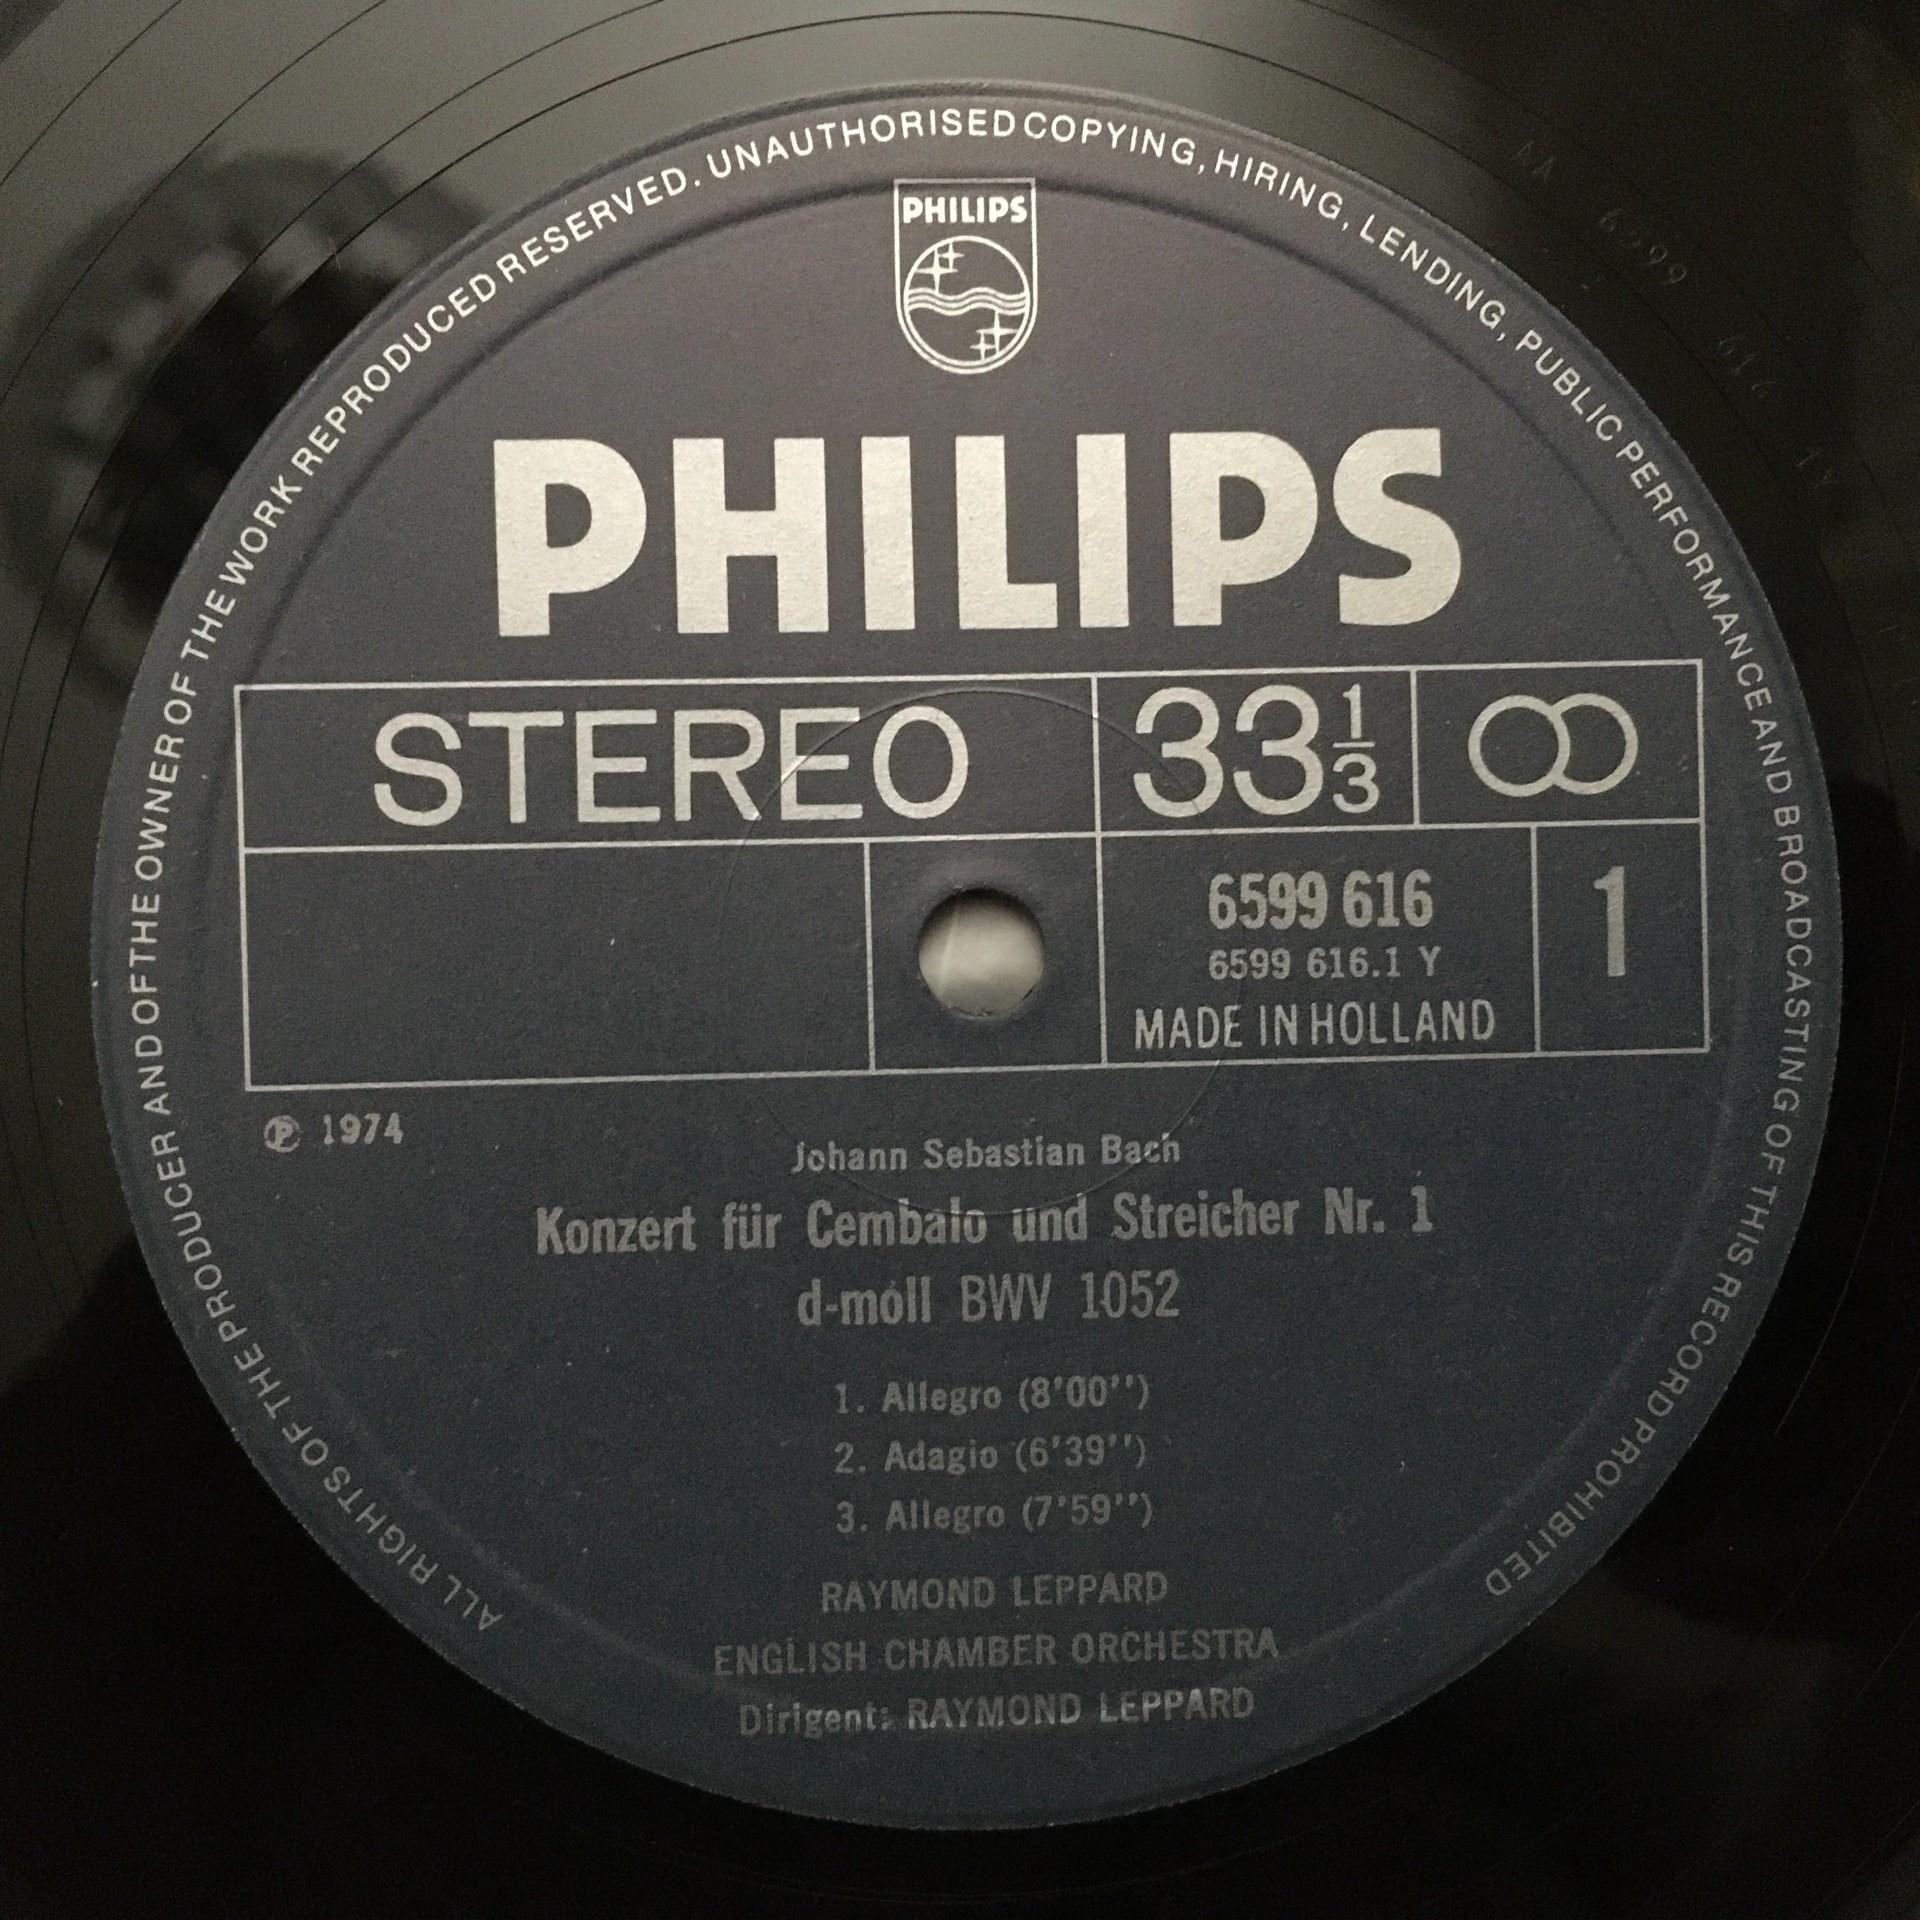 ALL RIGHTS OF THE PRODUCER AND OF THE OWNER OF THE WORK REPRODUCED RESERVED. UNAUTHORISED COPYING, HIRING, LENDING, PUBLIC PERFORMANCE AND BROADCASTING OF THIS RECORD PROHIBITED
PHILIPS
PHILIPS
STEREO 33 1/3
6599 616 1
6599 616.1 Y
MADE IN HOLLAND
℗ 1974
Johann Sebastian Bach
Konzert für Cembalo und Streicher Nr. 1
d-moll BWV 1052
1. Allegro (8'00'')
2. Adagio (6'39'')
3. Allegro (7'59'')
RAYMOND LEPPARD
ENGLISH CHAMBER ORCHESTRA
Dirigent: RAYMOND LEPPARD